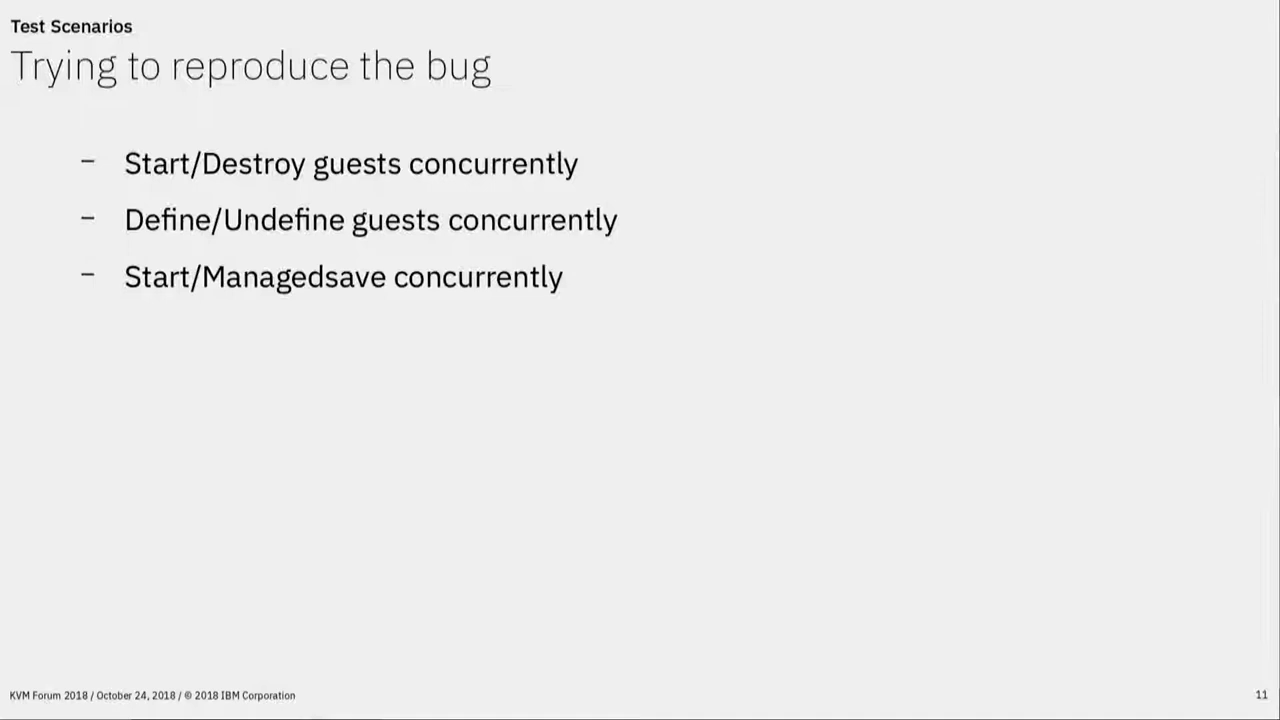 Test Scenarios
Trying to reproduce the bug
– Start/Destroy guests concurrently
– Define/Undefine guests concurrently
– Start/Managedsave concurrently
KVM Forum 2018 / October 24, 2018 / © 2018 IBM Corporation
11